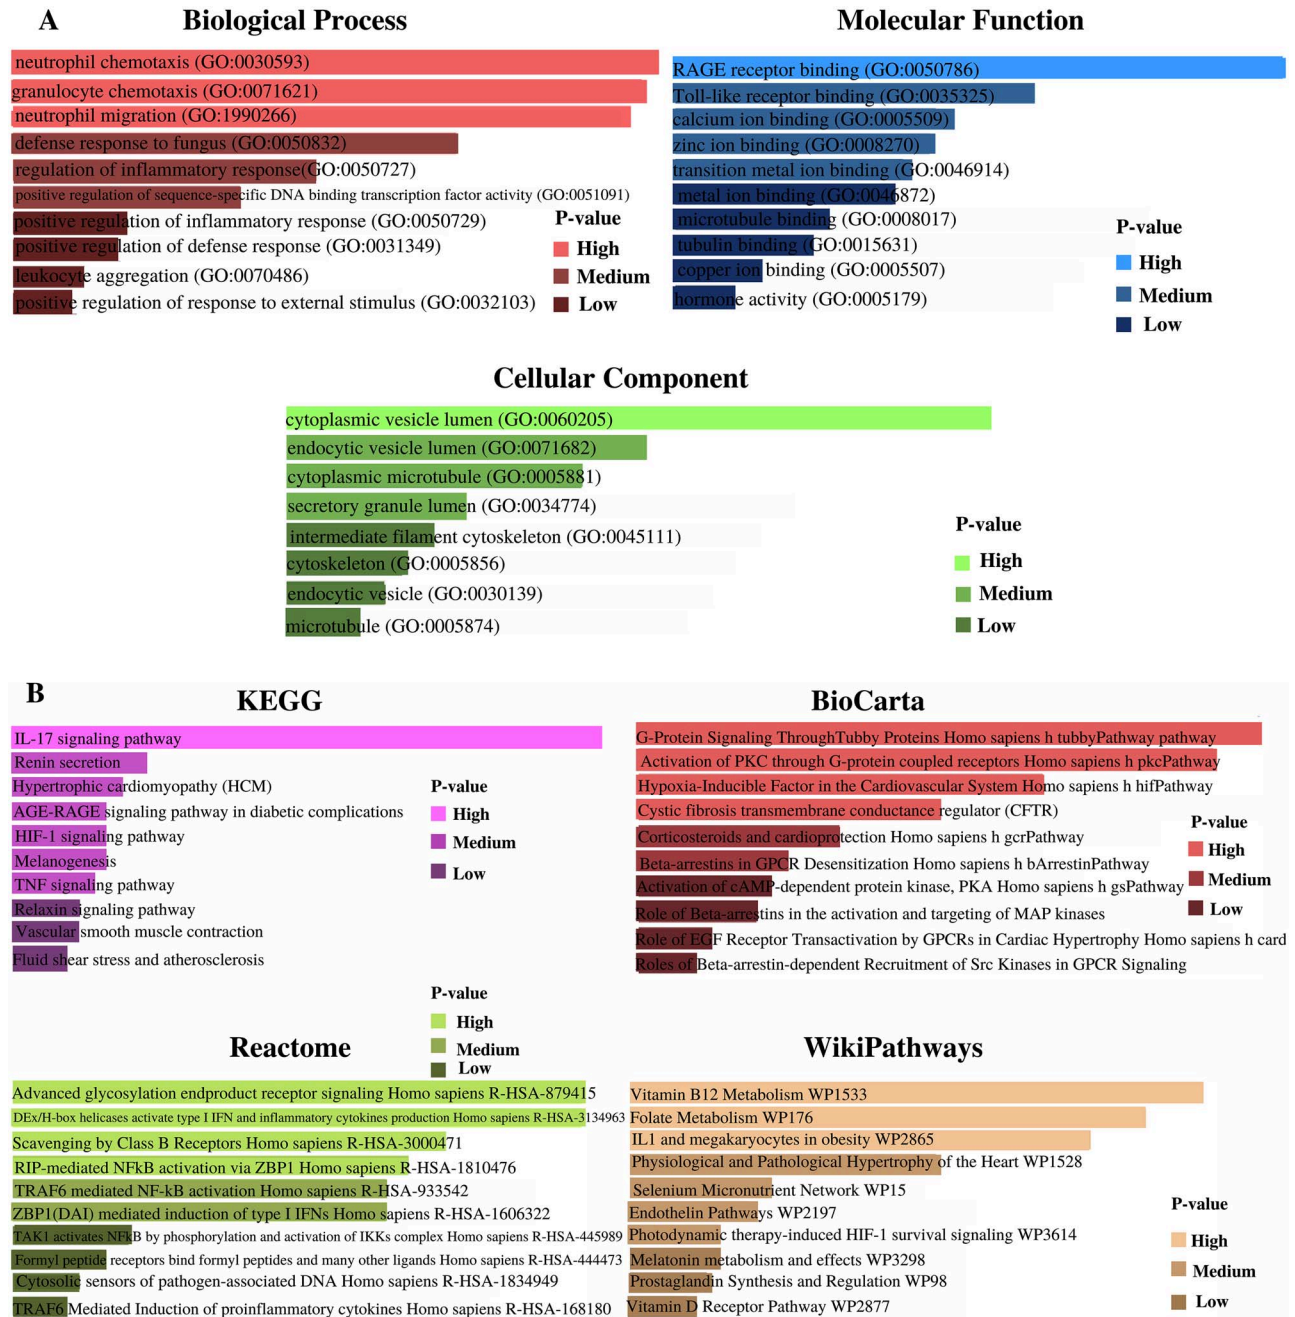 A
Biological Process
neutrophil chemotaxis (GO:0030593)
granulocyte chemotaxis (GO:0071621)
neutrophil migration (GO:1990266)
defense response to fungus (GO:0050832)
regulation of inflammatory response(GO:0050727)
positive regulation of sequence-specific DNA binding transcription factor activity (GO:0051091)
positive regulation of inflammatory response (GO:0050729)
positive regulation of defense response (GO:0031349)
leukocyte aggregation (GO:0070486)
positive regulation of response to external stimulus (GO:0032103)
P-value
High
Medium
Low
Molecular Function
RAGE receptor binding (GO:0050786)
Toll-like receptor binding (GO:0035325)
calcium ion binding (GO:0005509)
zinc ion binding (GO:0008270)
transition metal ion binding (GO:0046914)
metal ion binding (GO:0046872)
microtubule binding (GO:0008017)
tubulin binding (GO:0015631)
copper ion binding (GO:0005507)
hormone activity (GO:0005179)
P-value
High
Medium
Low
Cellular Component
cytoplasmic vesicle lumen (GO:0060205)
endocytic vesicle lumen (GO:0071682)
cytoplasmic microtubule (GO:0005881)
secretory granule lumen (GO:0034774)
intermediate filament cytoskeleton (GO:0045111)
cytoskeleton (GO:0005856)
endocytic vesicle (GO:0030139)
microtubule (GO:0005874)
P-value
High
Medium
Low
B
KEGG
IL-17 signaling pathway
Renin secretion
Hypertrophic cardiomyopathy (HCM)
AGE-RAGE signaling pathway in diabetic complications
HIF-1 signaling pathway
Melanogenesis
TNF signaling pathway
Relaxin signaling pathway
Vascular smooth muscle contraction
Fluid shear stress and atherosclerosis
P-value
High
Medium
Low
BioCarta
G-Protein Signaling ThroughTubby Proteins Homo sapiens h tubbyPathway pathway
Activation of PKC through G-protein coupled receptors Homo sapiens h pkcPathway
Hypoxia-Inducible Factor in the Cardiovascular System Homo sapiens h hifPathway
Cystic fibrosis transmembrane conductance regulator (CFTR)
Corticosteroids and cardioprotection Homo sapiens h gcrPathway
Beta-arrestins in GPCR Desensitization Homo sapiens h bArrestinPathway
Activation of cAMP-dependent protein kinase, PKA Homo sapiens h gsPathway
Role of Beta-arrestins in the activation and targeting of MAP kinases
Role of EGF Receptor Transactivation by GPCRs in Cardiac Hypertrophy Homo sapiens h card
Roles of Beta-arrestin-dependent Recruitment of Src Kinases in GPCR Signaling
P-value
High
Medium
Low
P-value
High
Medium
Low
Reactome
Advanced glycosylation endproduct receptor signaling Homo sapiens R-HSA-879415
DEx/H-box helicases activate type I IFN and inflammatory cytokines production Homo sapiens R-HSA-3134963
Scavenging by Class B Receptors Homo sapiens R-HSA-3000471
RIP-mediated NFkB activation via ZBP1 Homo sapiens R-HSA-1810476
TRAF6 mediated NF-kB activation Homo sapiens R-HSA-933542
ZBP1(DAI) mediated induction of type I IFNs Homo sapiens R-HSA-1606322
TAK1 activates NFkB by phosphorylation and activation of IKKs complex Homo sapiens R-HSA-445989
Formyl peptide receptors bind formyl peptides and many other ligands Homo sapiens R-HSA-444473
Cytosolic sensors of pathogen-associated DNA Homo sapiens R-HSA-1834949
TRAF6 Mediated Induction of proinflammatory cytokines Homo sapiens R-HSA-168180
WikiPathways
Vitamin B12 Metabolism WP1533
Folate Metabolism WP176
IL1 and megakaryocytes in obesity WP2865
Physiological and Pathological Hypertrophy of the Heart WP1528
Selenium Micronutrient Network WP15
Endothelin Pathways WP2197
Photodynamic therapy-induced HIF-1 survival signaling WP3614
Melatonin metabolism and effects WP3298
Prostaglandin Synthesis and Regulation WP98
Vitamin D Receptor Pathway WP2877
P-value
High
Medium
Low